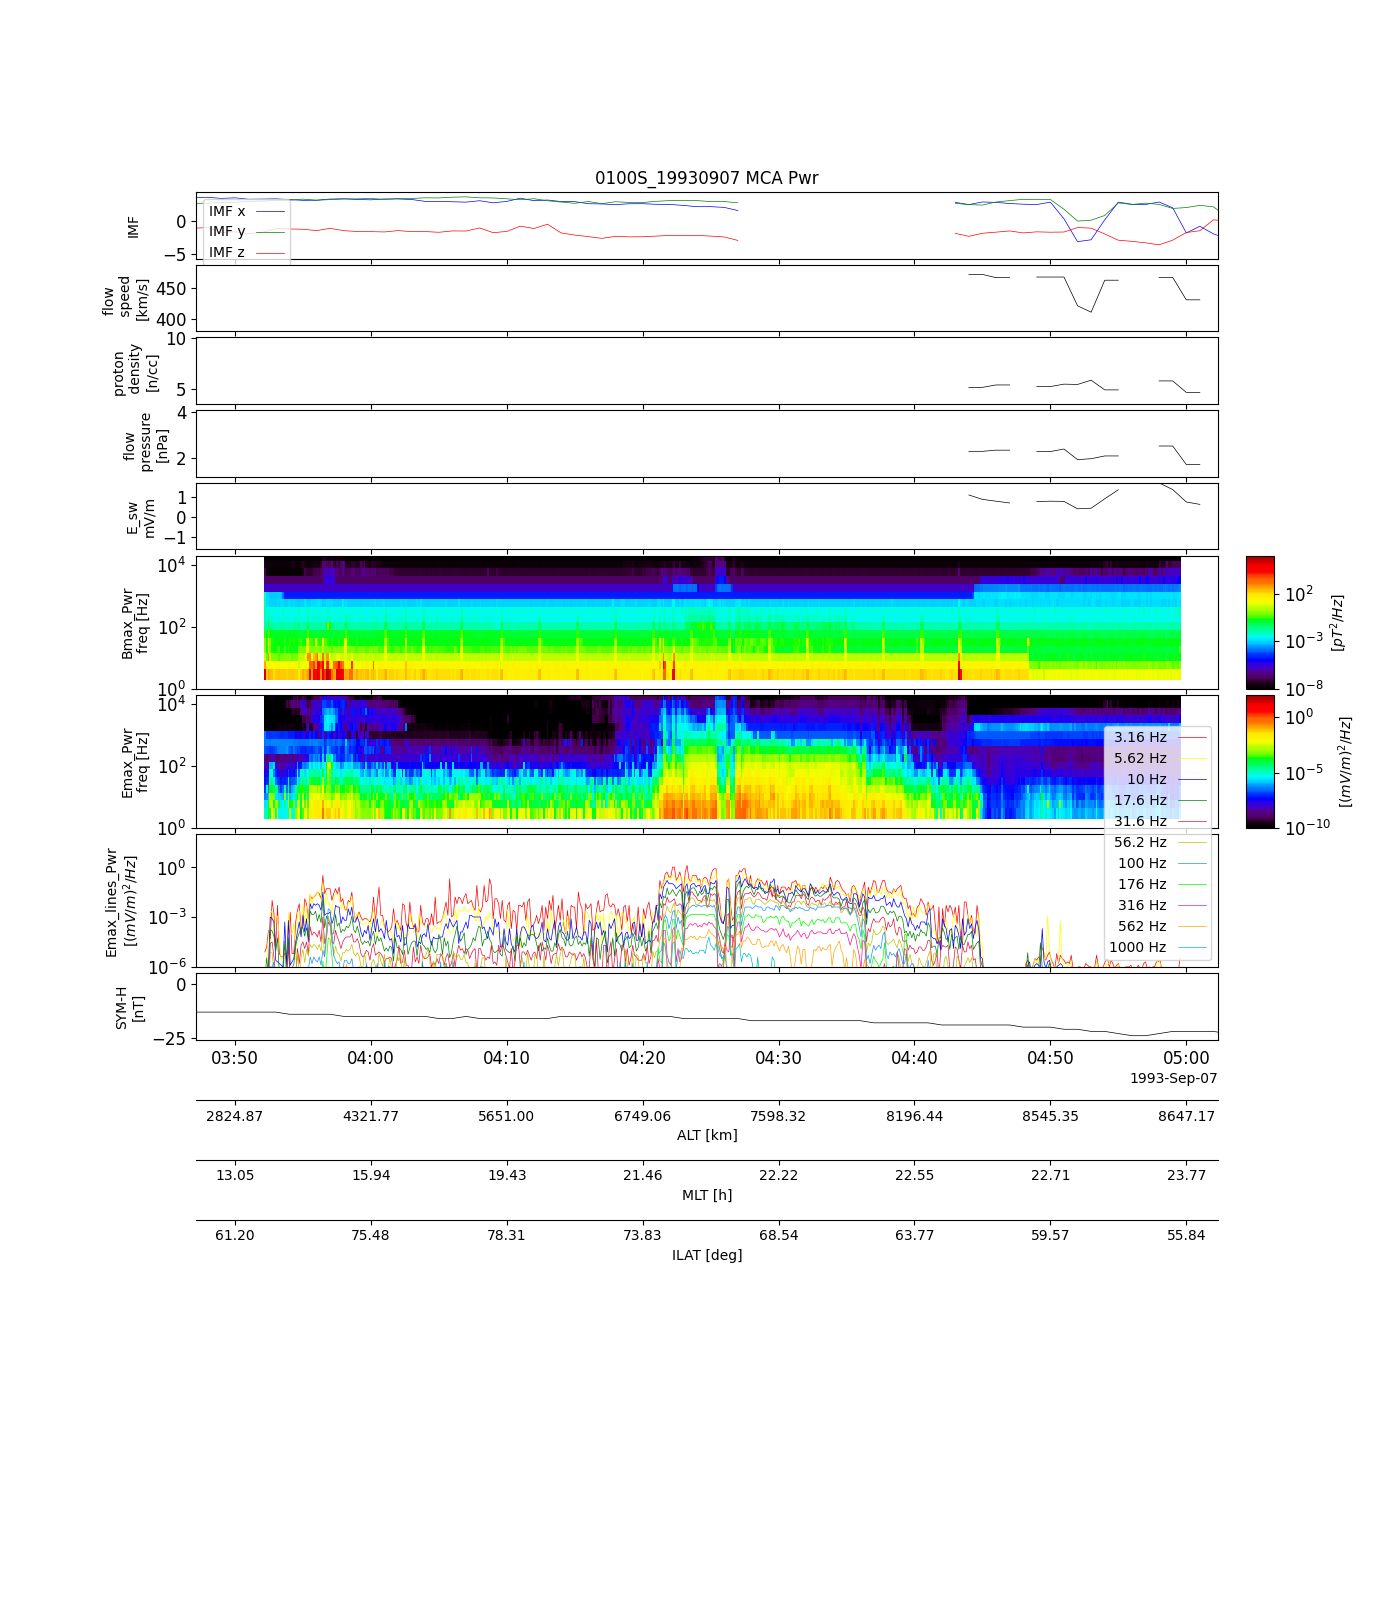 0100S_19930907 MCA Pwr
IMF
0
−5
IMF x
IMF y
IMF z
flow
speed
[km/s]
450
400
proton
density
[n/cc]
10
5
flow
pressure
[nPa]
4
2
E_sw
mV/m
1
0
−1
Bmax_Pwr
freq [Hz]
10^4
10^2
10^0
10^2
10^−3
10^−8
[pT^2/Hz]
Emax_Pwr
freq [Hz]
10^4
10^2
10^0
10^0
10^−5
10^−10
[(mV/m)^2/Hz]
3.16 Hz
5.62 Hz
10 Hz
17.6 Hz
31.6 Hz
56.2 Hz
100 Hz
176 Hz
316 Hz
562 Hz
1000 Hz
Emax_lines_Pwr
[(mV/m)^2/Hz]
10^0
10^−3
10^−6
SYM-H
[nT]
0
−25
03:50 04:00 04:10 04:20 04:30 04:40 04:50 05:00
1993-Sep-07
2824.87 4321.77 5651.00 6749.06 7598.32 8196.44 8545.35 8647.17
ALT [km]
13.05 15.94 19.43 21.46 22.22 22.55 22.71 23.77
MLT [h]
61.20 75.48 78.31 73.83 68.54 63.77 59.57 55.84
ILAT [deg]